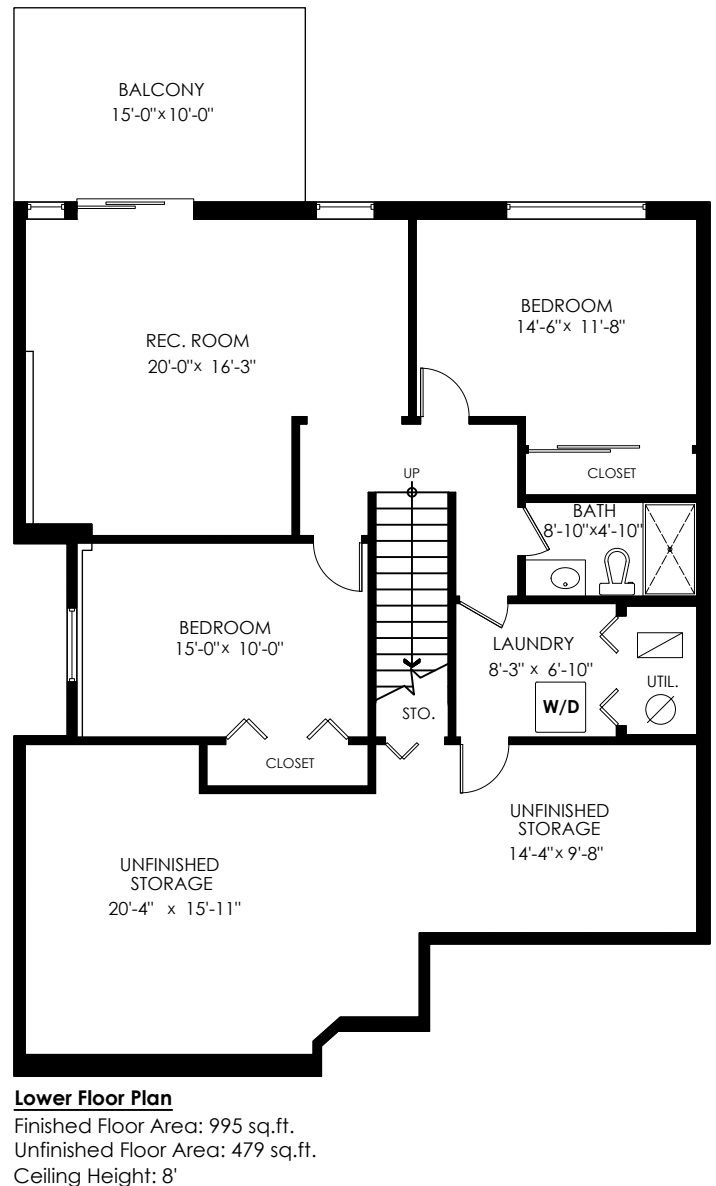 BALCONY
15'-0"x 10'-0"
BEDROOM
14'-6"x 11'-8"
REC. ROOM
20'-0"x 16'-3"
UP
CLOSET
BATH
8'-10"x4'-10"
BEDROOM
15'-0"x 10'-0"
LAUNDRY
8'-3" x 6'-10"
UTIL.
W/D
STO.
CLOSET
UNFINISHED
STORAGE
14'-4"x 9'-8"
UNFINISHED
STORAGE
20'-4" x 15'-11"
Lower Floor Plan
Finished Floor Area: 995 sq.ft.
Unfinished Floor Area: 479 sq.ft.
Ceiling Height: 8'